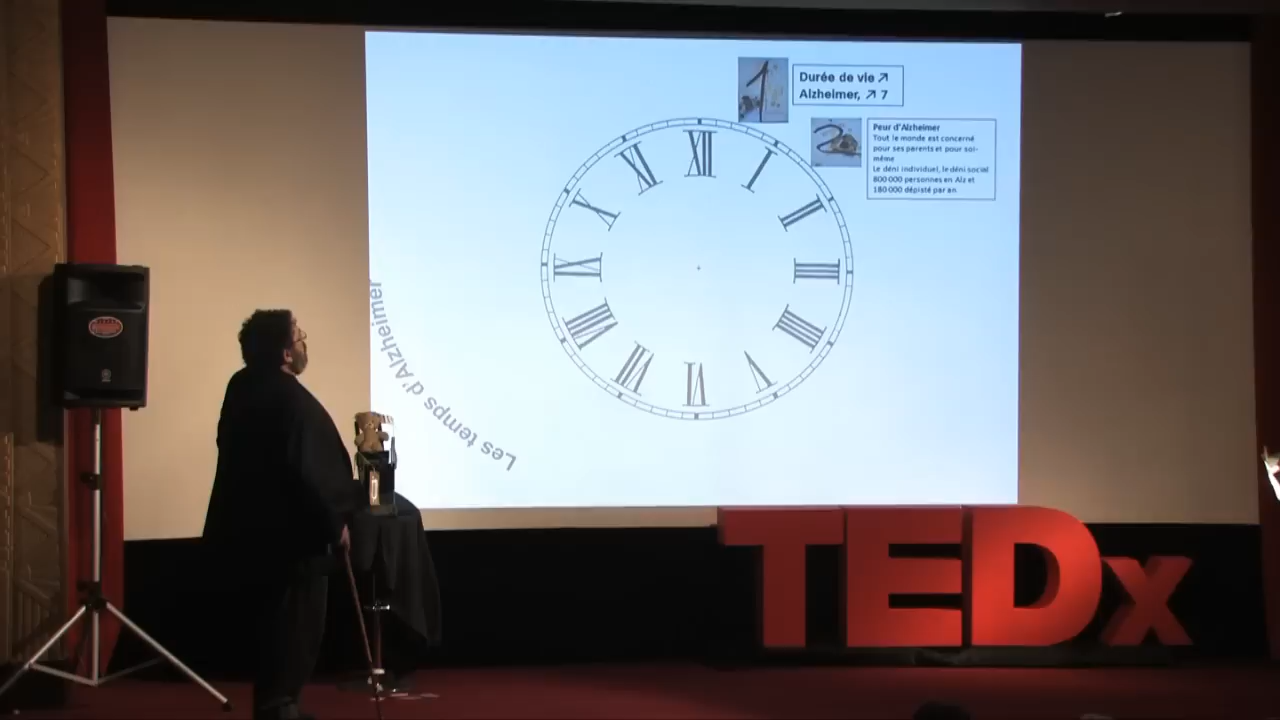 1
Durée de vie ↗
Alzheimer, ↗ 7
2
Peur d'Alzheimer
Tout le monde est concerné
pour ses parents et pour soi-
même
Le déni individuel, le déni social
800 000 personnes en Alz et
180 000 dépisté par an
XII
I
II
III
IIII
V
VI
VII
VIII
IX
X
XI
Les temps d'Alzheimer
TEDx